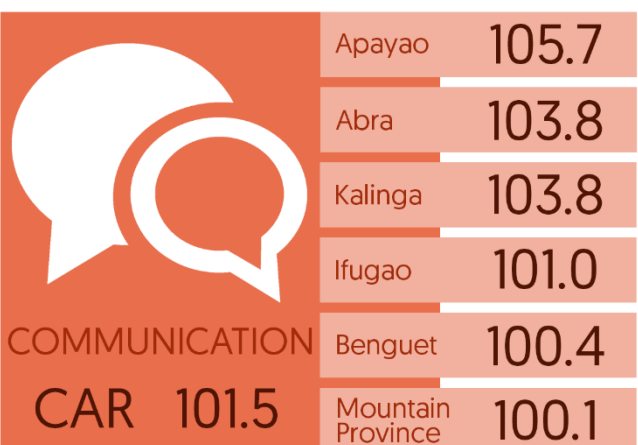 COMMUNICATION
CAR 101.5
Apayao 105.7
Abra 103.8
Kalinga 103.8
Ifugao 101.0
Benguet 100.4
Mountain
Province 100.1